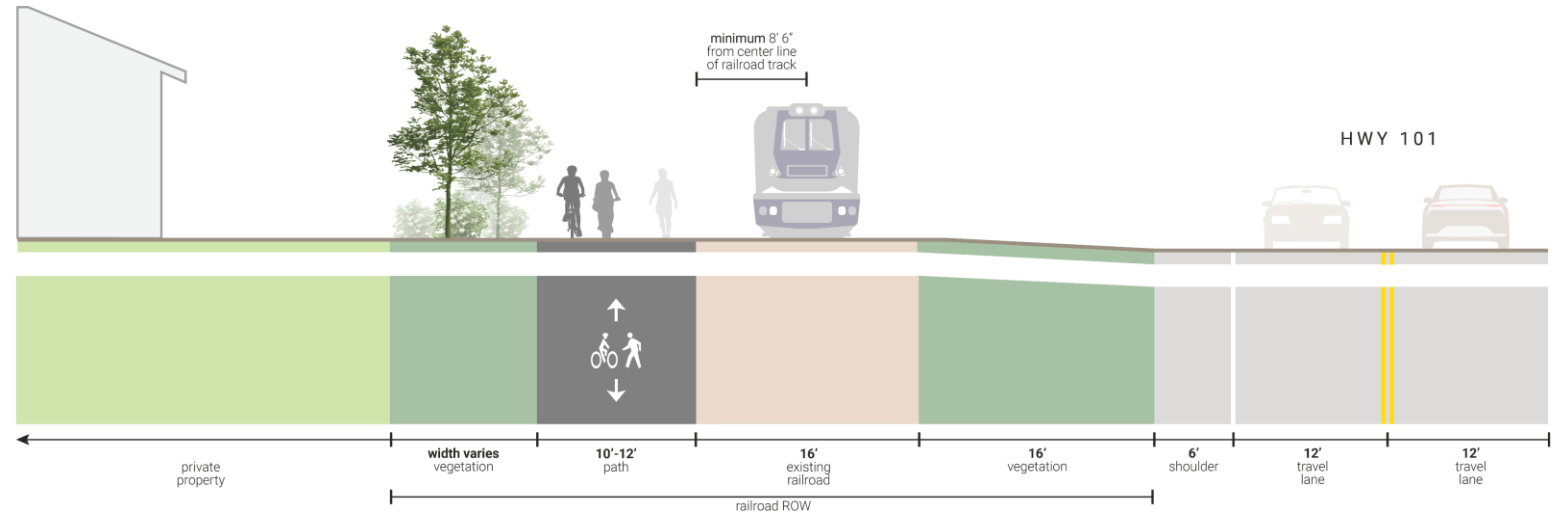 minimum 8’ 6”
from center line
of railroad track
HWY 101
width varies
vegetation
10’-12’
path
16’
existing
railroad
16’
vegetation
6’
shoulder
12’
travel
lane
12’
travel
lane
private
property
railroad ROW